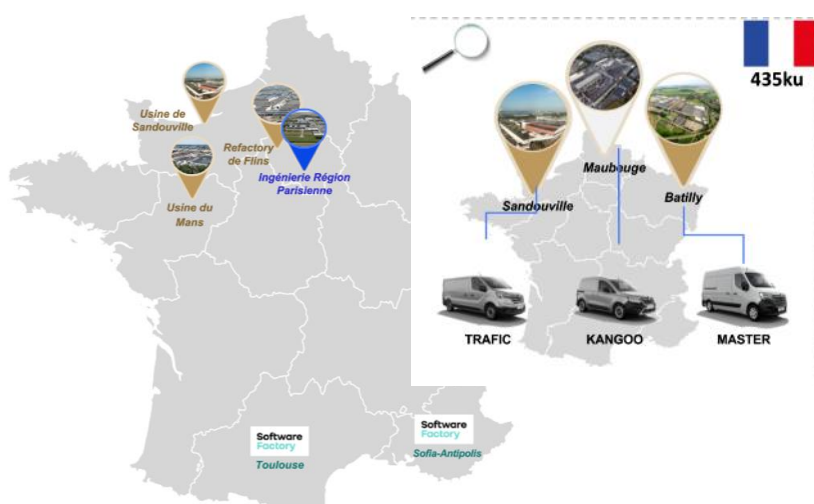 Usine de
Sandouville
Refactory
de Flins
Ingénierie Région
Parisienne
Usine du
Mans
Software
Factory
Toulouse
Software
Factory
Sofia-Antipolis
435ku
Maubeuge
Sandouville
Batilly
TRAFIC
KANGOO
MASTER